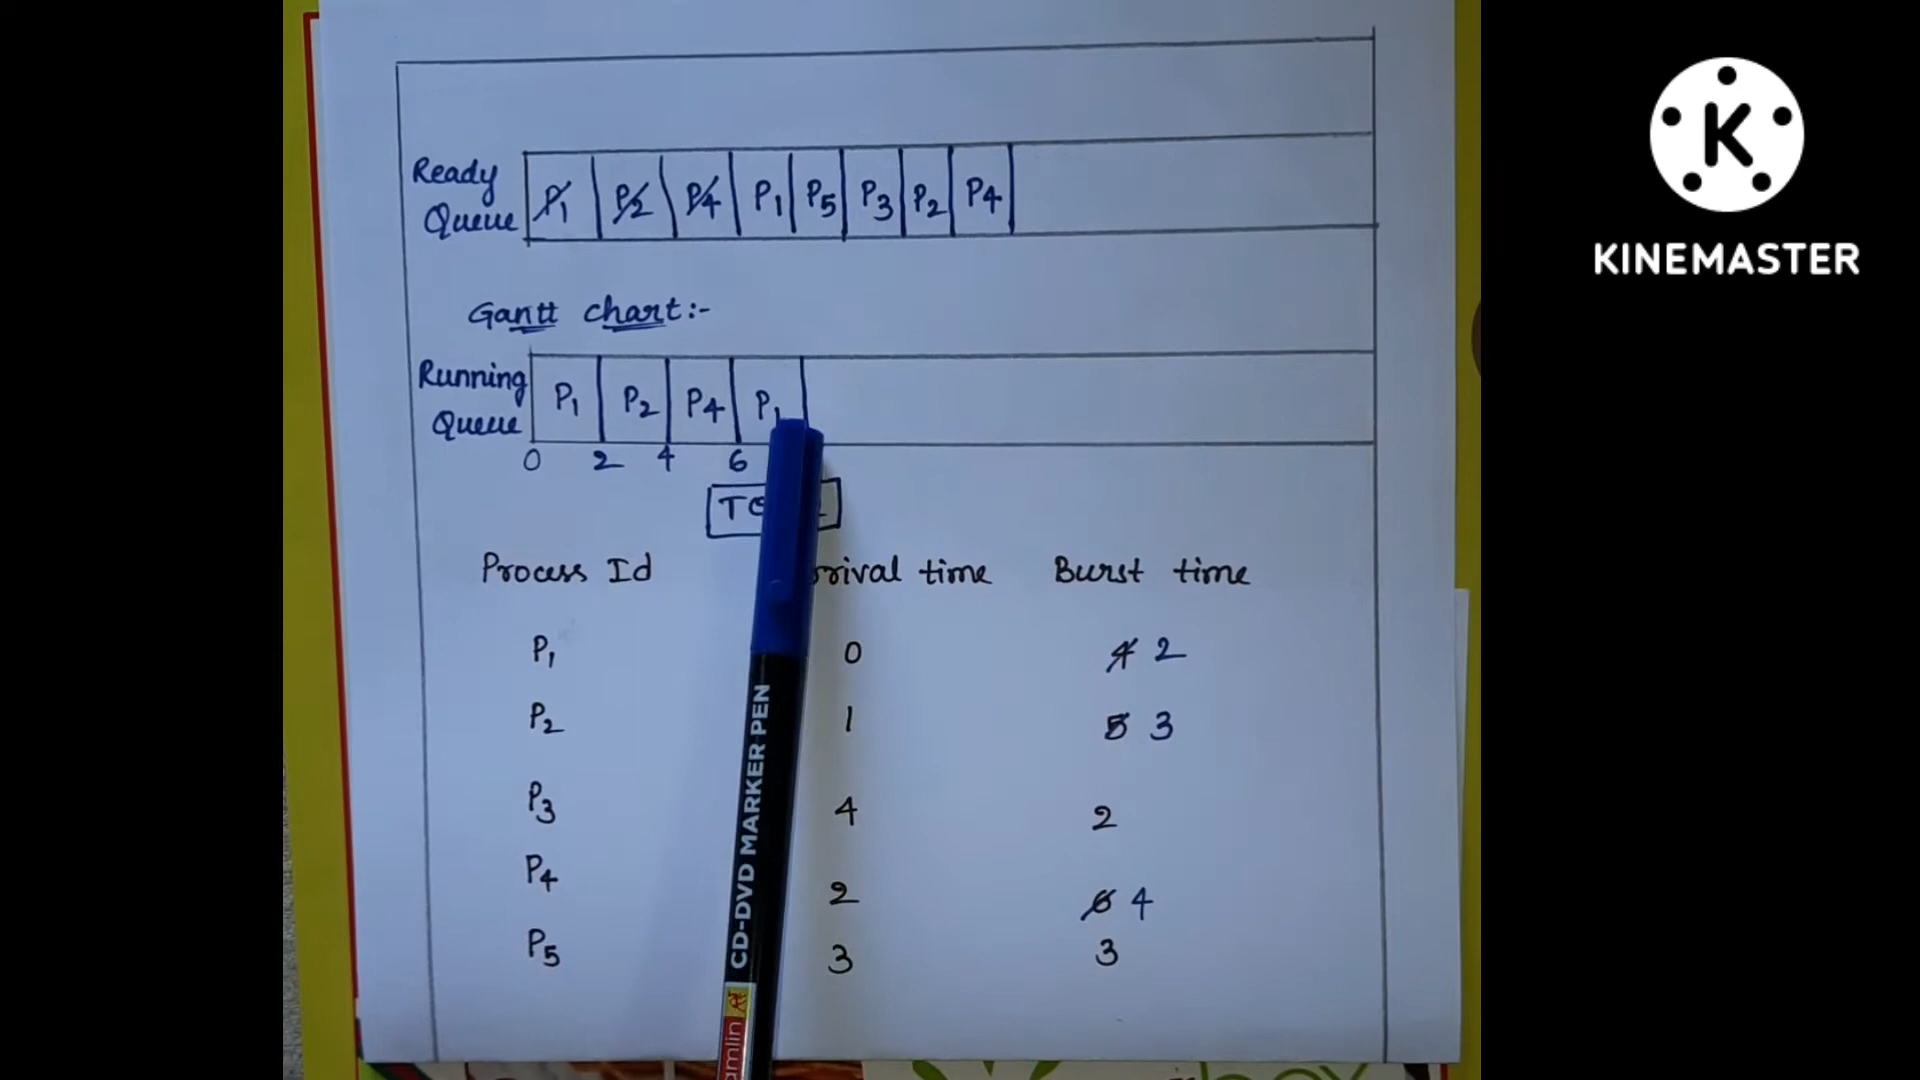 Ready
Queue
P1 P2 P4 P1 P5 P3 P2 P4
Gantt chart:-
Running
Queue
P1 P2 P4 P1
0 2 4 6
Process Id rrival time Burst time
P1 0 4 2
P2 1 5 3
P3 4 2
P4 2 6 4
P5 3 3
CD-DVD MARKER PEN
amlin
K
KINEMASTER